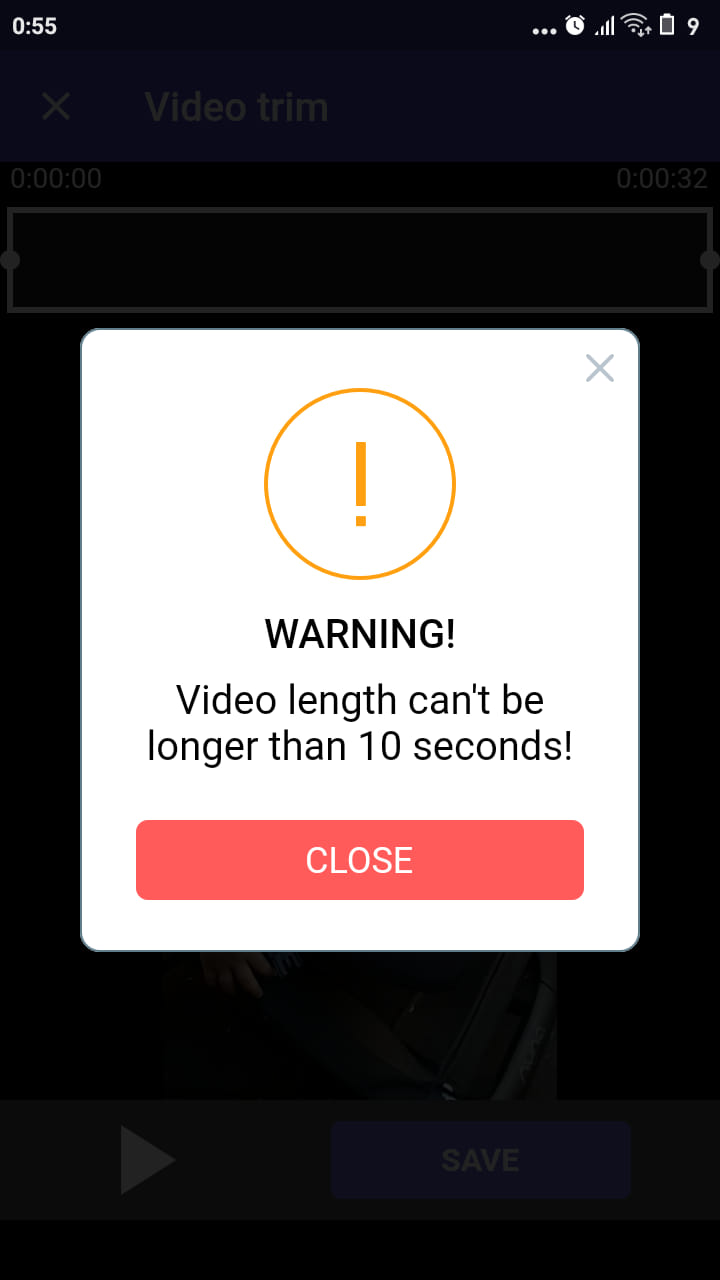 0:55
9
Video trim
0:00:00
0:00:32
WARNING!
Video length can't be
longer than 10 seconds!
CLOSE
SAVE